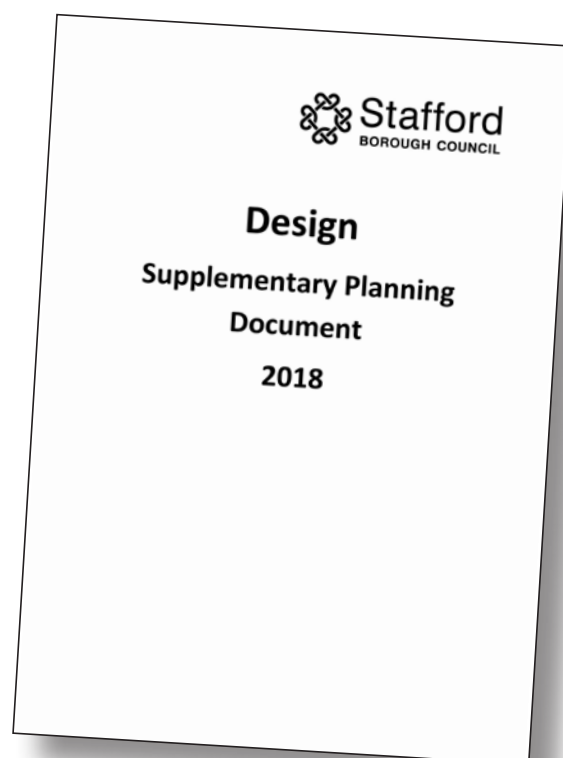 Stafford
BOROUGH COUNCIL
Design
Supplementary Planning
Document
2018